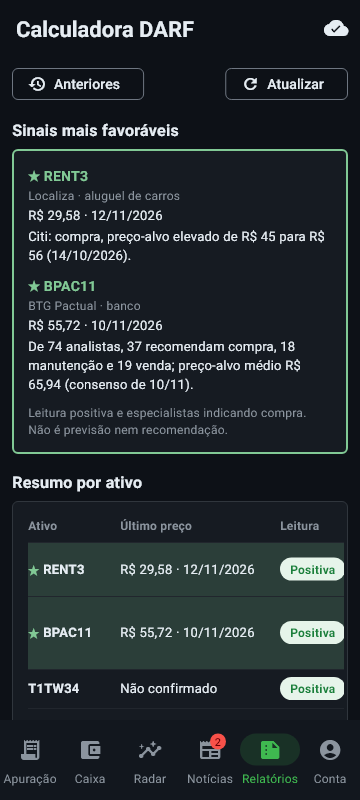 Calculadora DARF
Anteriores
Atualizar
Sinais mais favoráveis
★ RENT3
Localiza · aluguel de carros
R$ 29,58 · 12/11/2026
Citi: compra, preço-alvo elevado de R$ 45 para R$
56 (14/10/2026).
★ BPAC11
BTG Pactual · banco
R$ 55,72 · 10/11/2026
De 74 analistas, 37 recomendam compra, 18
manutenção e 19 venda; preço-alvo médio R$
65,94 (consenso de 10/11).
Leitura positiva e especialistas indicando compra.
Não é previsão nem recomendação.
Resumo por ativo
Ativo Último preço Leitura
★ RENT3 R$ 29,58 · 12/11/2026 Positiva
★ BPAC11 R$ 55,72 · 10/11/2026 Positiva
T1TW34 Não confirmado Positiva
2
Apuração Caixa Radar Notícias Relatórios Conta